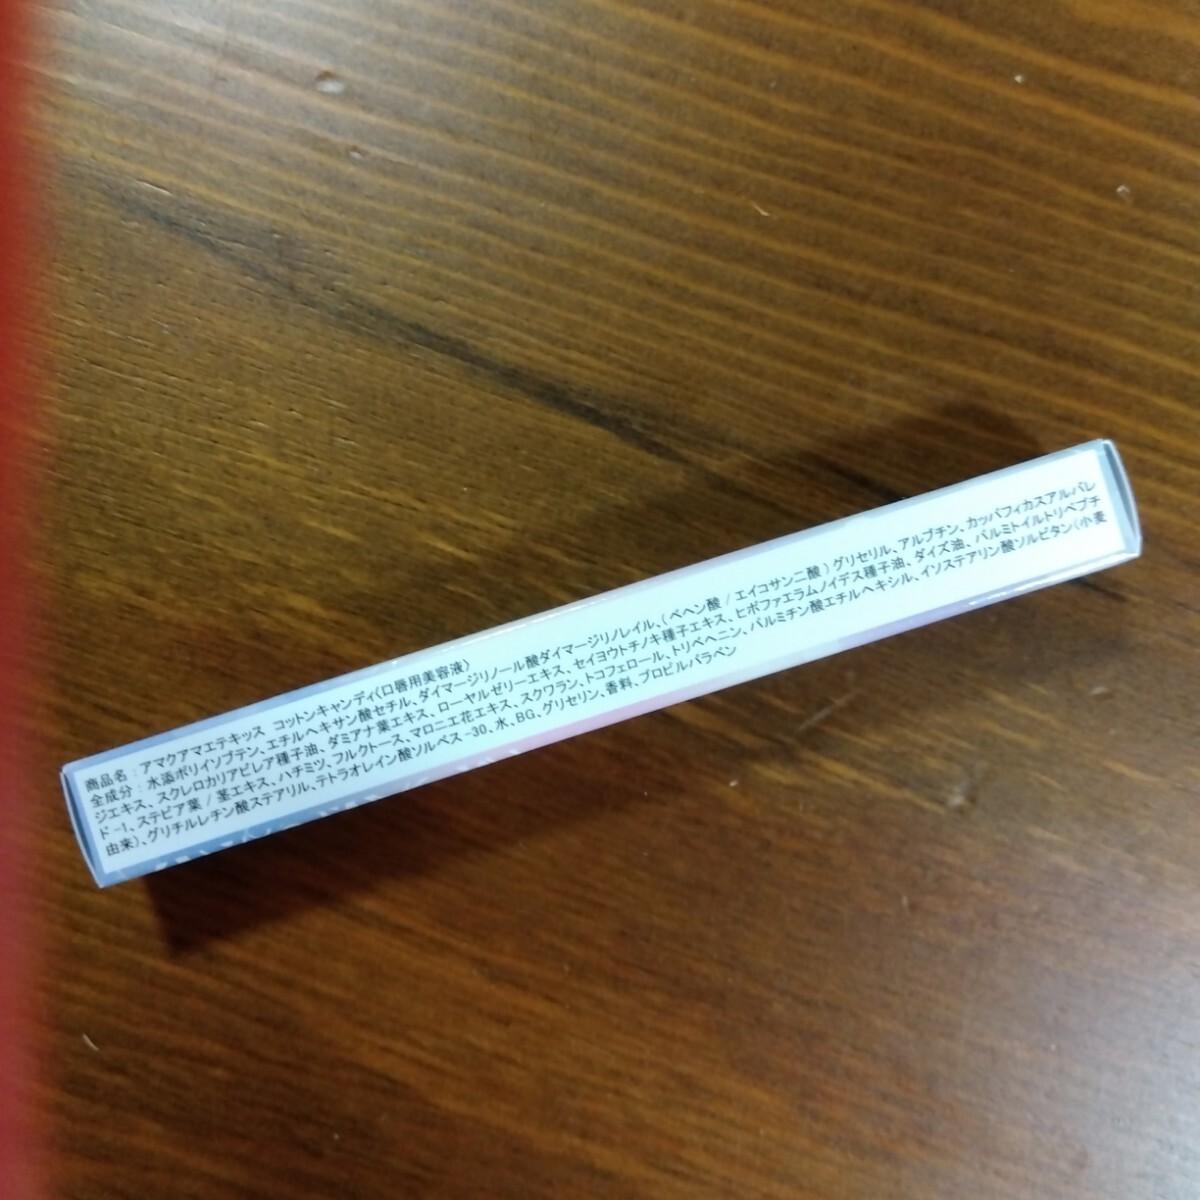 商品名：アマクアマエテキッス コットンキャンディ(口唇用美容液)
全成分：水添ポリイソブテン、エチルヘキサン酸セチル、ダイマージリノール酸ダイマージリノレイル、(ベヘン酸/エイコサン二酸)グリセリル、アルブチン、カッパフィカスアルバレ
ジエキス、スクレロカリアビレア種子油、ダミアナ葉エキス、ローヤルゼリーエキス、セイヨウトチノキ種子エキス、ヒポファエラムノイデス種子油、ダイズ油、パルミトイルトリペプチ
ド-1、ステビア葉/茎エキス、ハチミツ、フルクトース、マロニエ花エキス、スクワラン、トコフェロール、トリベヘニン、パルミチン酸エチルヘキシル、イソステアリン酸ソルビタン(小麦
由来)、グリチルレチン酸ステアリル、テトラオレイン酸ソルベス-30、水、BG、グリセリン、香料、プロピルパラベン